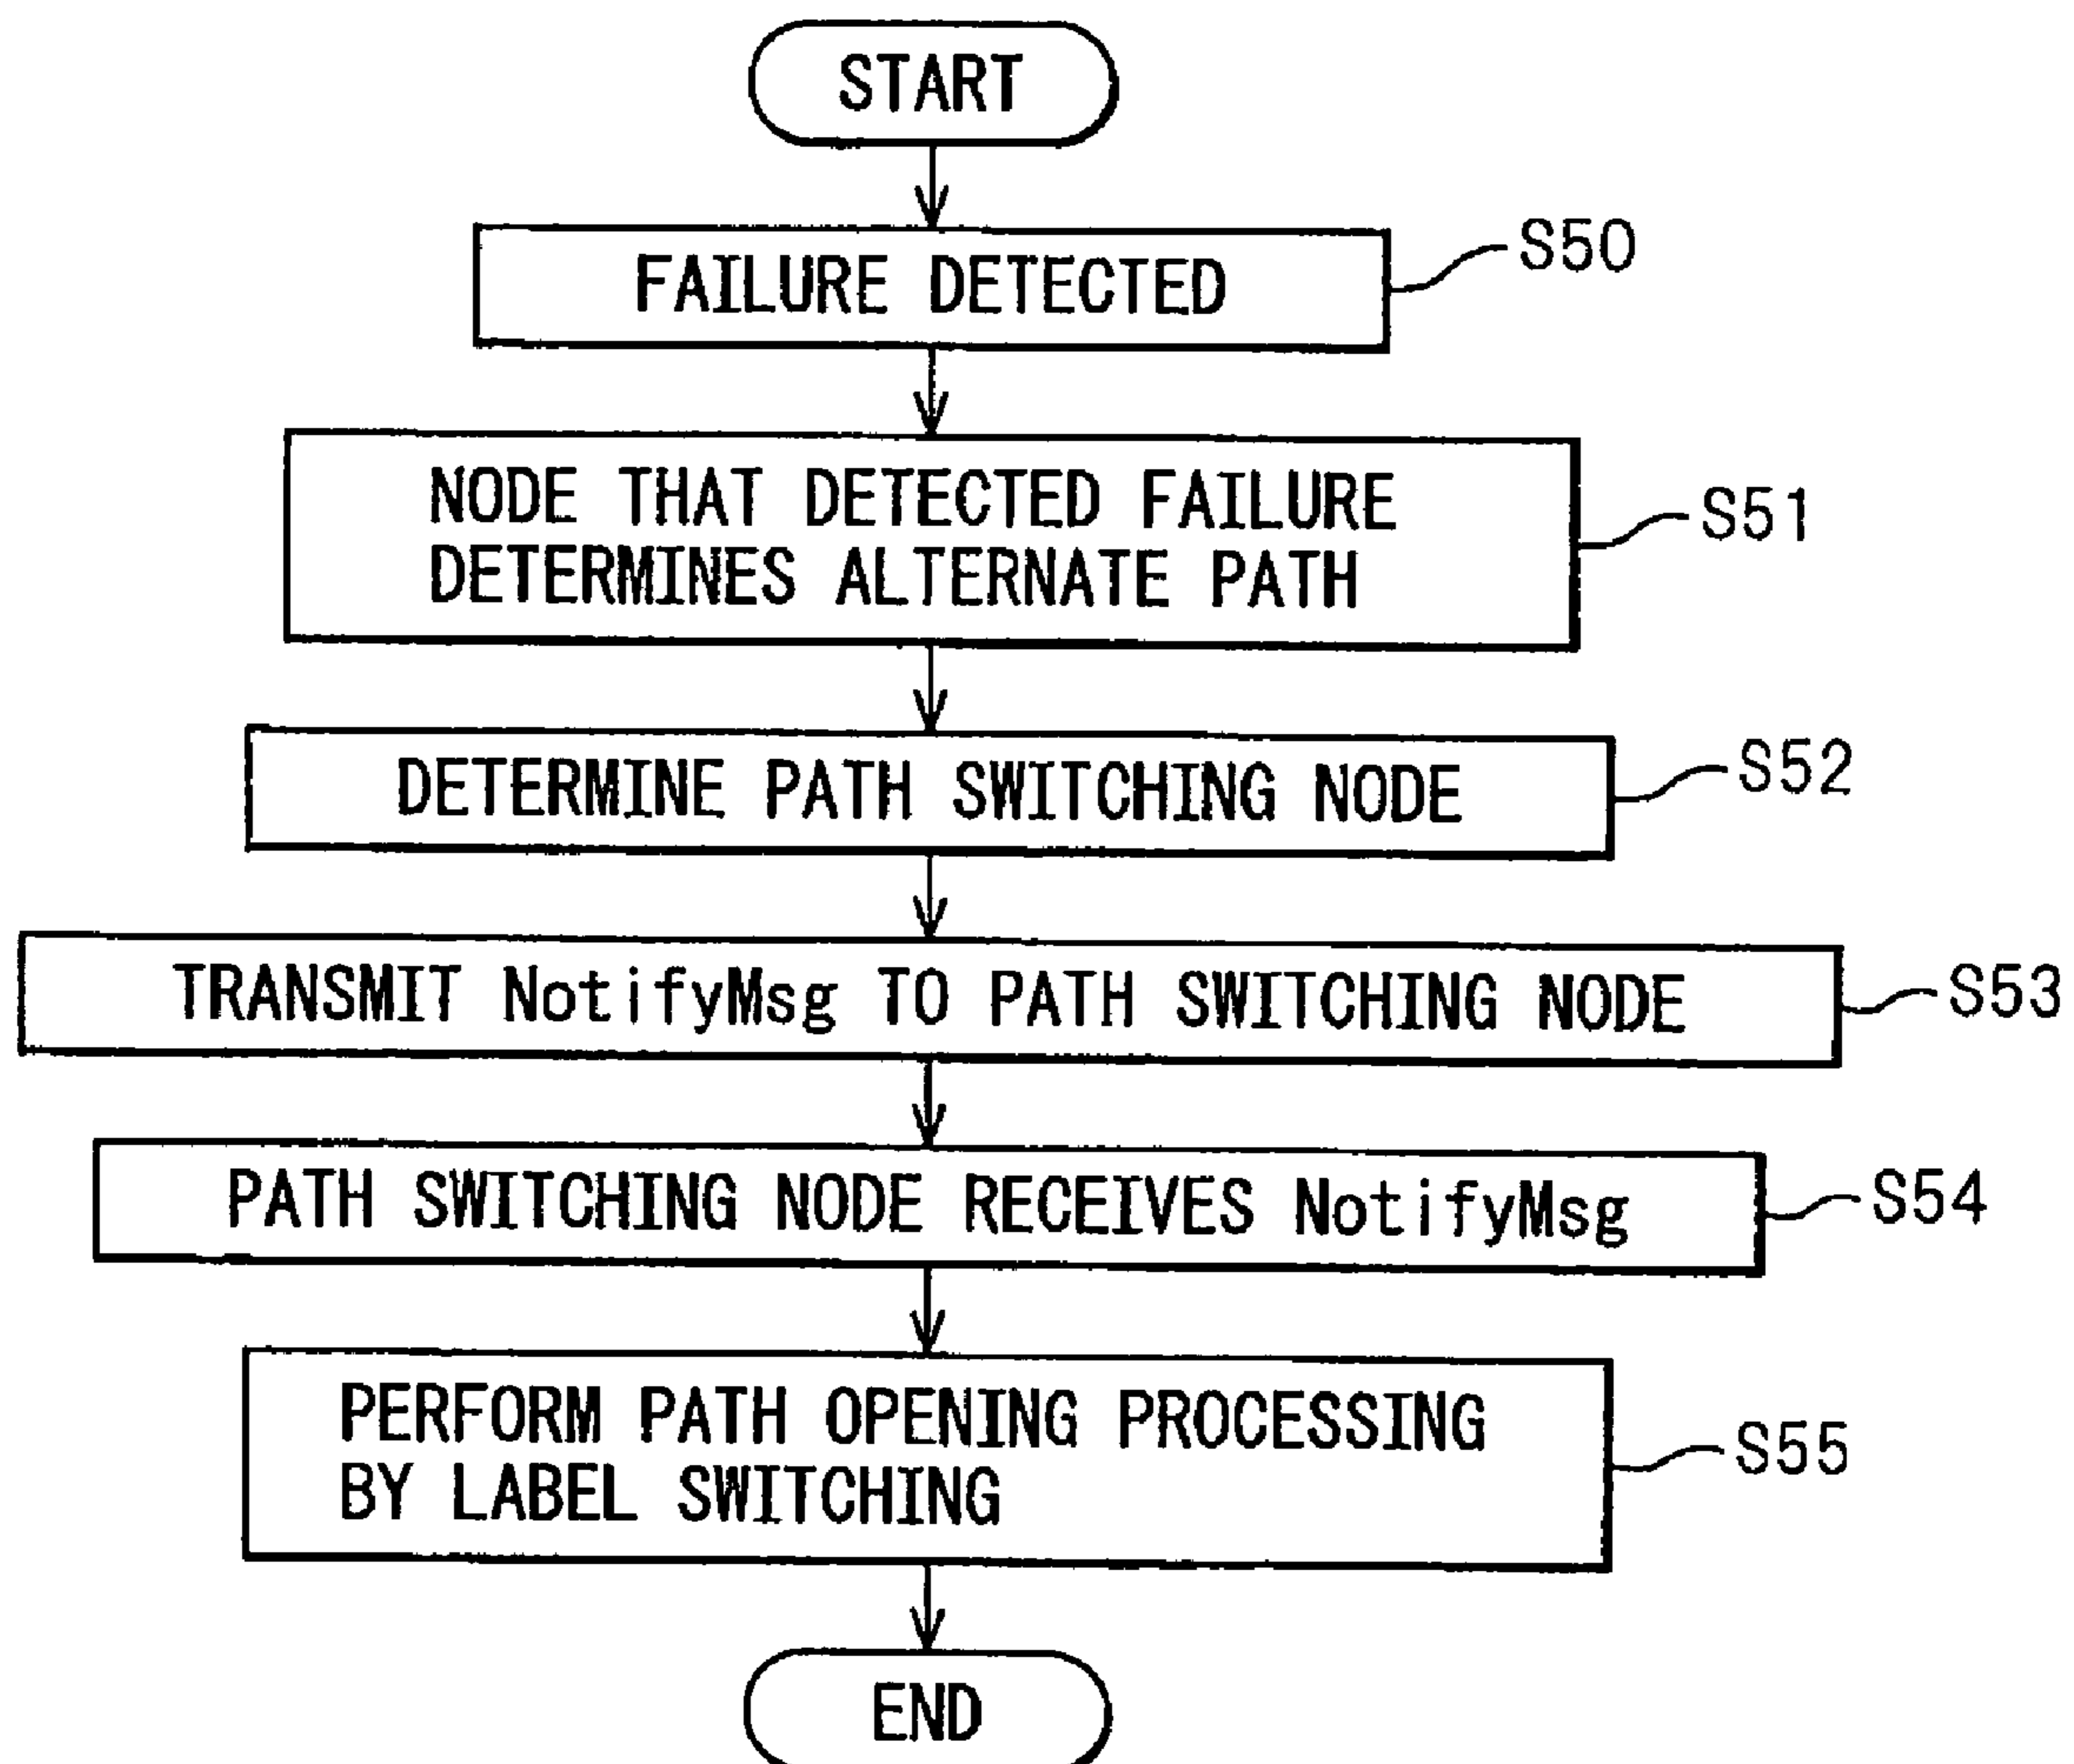 START
FAILURE DETECTED
S50
NODE THAT DETECTED FAILURE
DETERMINES ALTERNATE PATH
S51
DETERMINE PATH SWITCHING NODE
S52
TRANSMIT NotifyMsg TO PATH SWITCHING NODE
S53
PATH SWITCHING NODE RECEIVES NotifyMsg
S54
PERFORM PATH OPENING PROCESSING
BY LABEL SWITCHING
S55
END